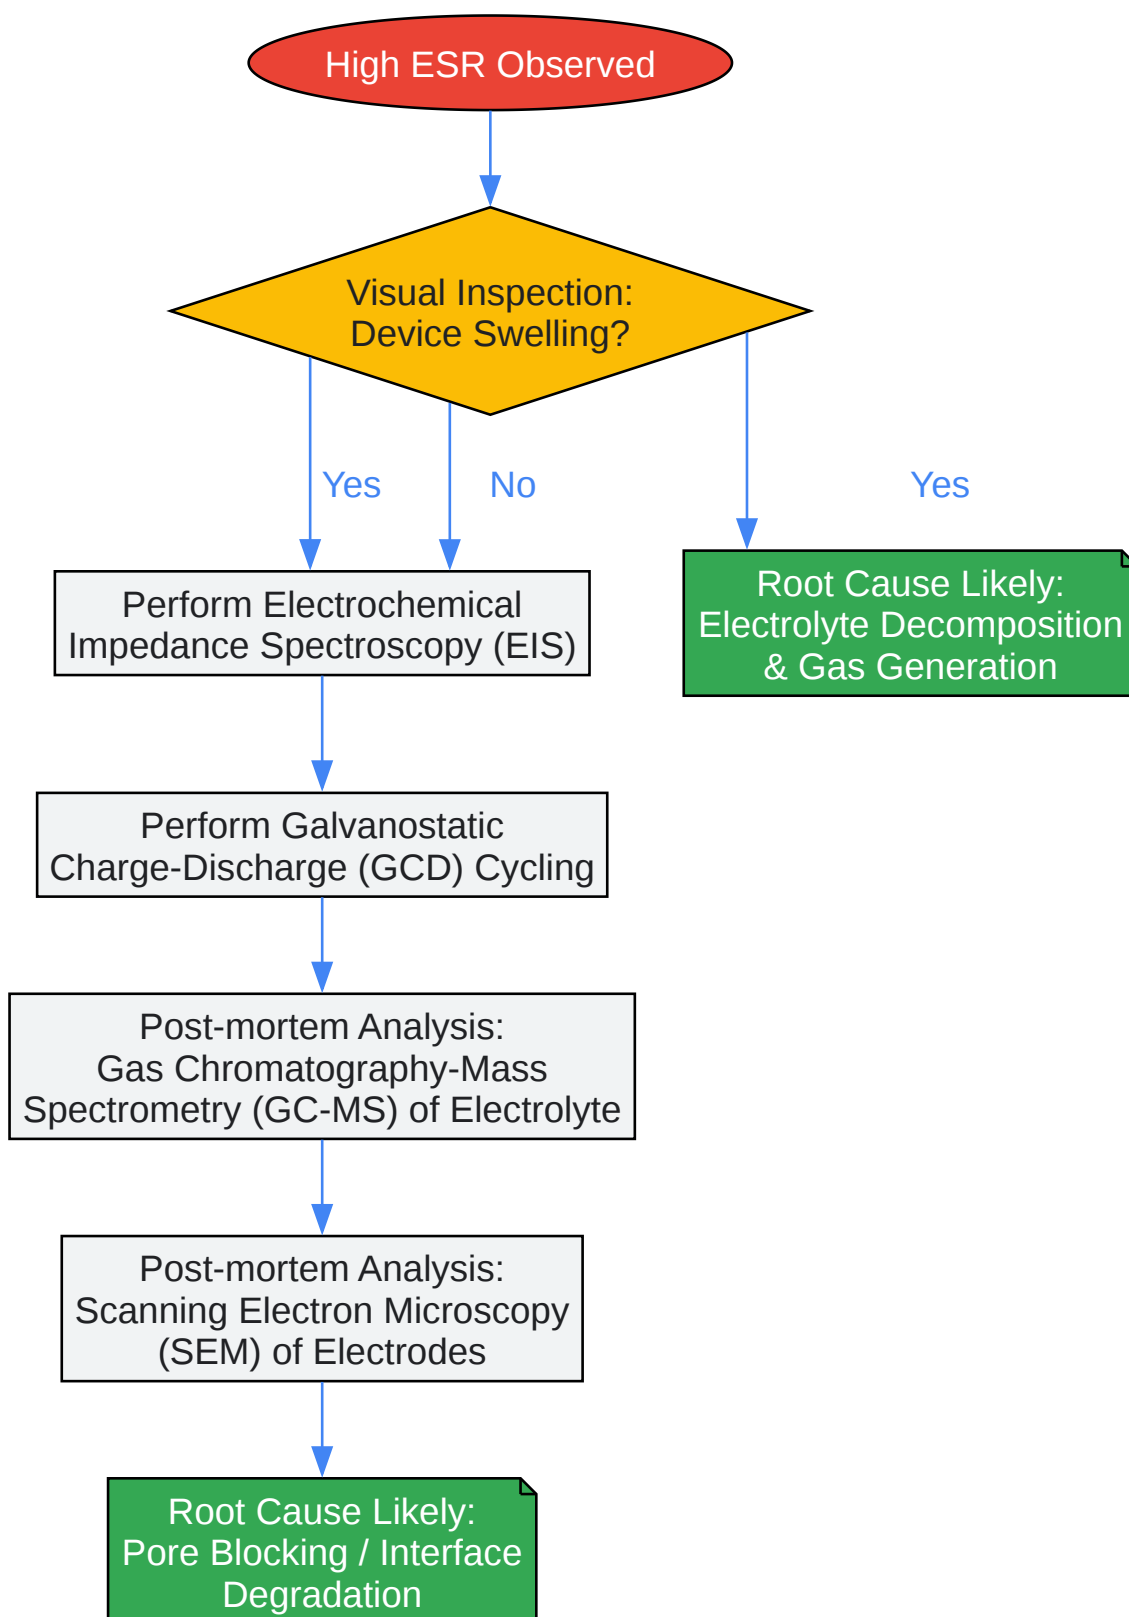 High ESR Observed
Visual Inspection:
Device Swelling?
Yes
No
Yes
Perform Electrochemical
Impedance Spectroscopy (EIS)
Root Cause Likely:
Electrolyte Decomposition
& Gas Generation
Perform Galvanostatic
Charge-Discharge (GCD) Cycling
Post-mortem Analysis:
Gas Chromatography-Mass
Spectrometry (GC-MS) of Electrolyte
Post-mortem Analysis:
Scanning Electron Microscopy
(SEM) of Electrodes
Root Cause Likely:
Pore Blocking / Interface
Degradation